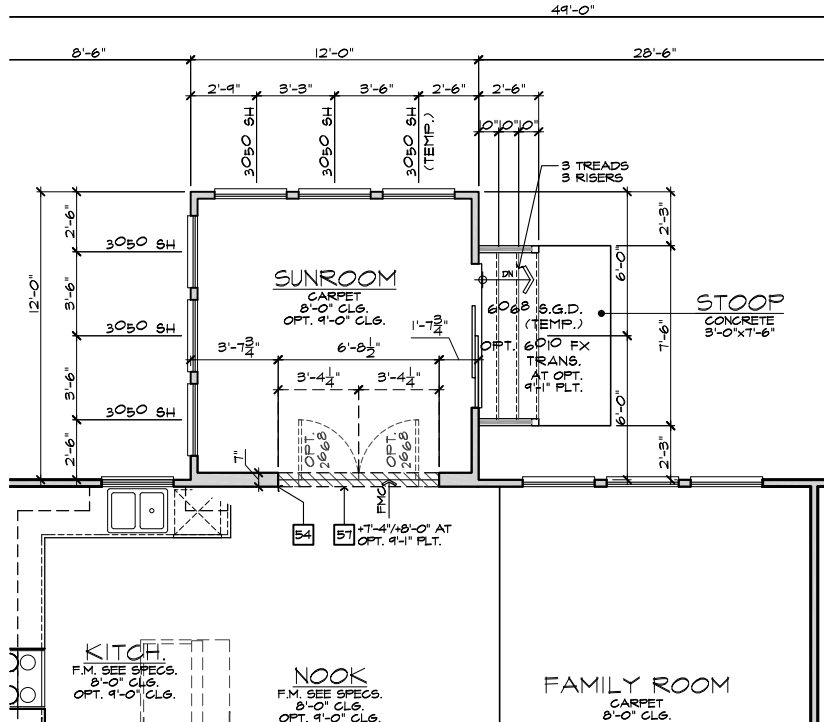 49'-0"
8'-6"
12'-0"
28'-6"
2'-9"
3'-3"
3'-6"
2'-6"
2'-6"
3050 SH
3050 SH
3050 SH
(TEMP.)
10"
10"
10"
3 TREADS
3 RISERS
12'-0"
2'-6"
3'-6"
3'-6"
2'-6"
3050 SH
3050 SH
3050 SH
SUNROOM
CARPET
8'-0" CLG.
OPT. 9'-0" CLG.
DN
6068 S.G.D.
(TEMP.)
OPT. 6010 FX
TRANS.
AT OPT.
9'-1" PLT.
6'-0"
6'-0"
2'-3"
7'-6"
2'-3"
STOOP
CONCRETE
3'-0"x7'-6"
3'-7 3/4"
6'-8 1/2"
1'-7 3/4"
3'-4 1/4"
3'-4 1/4"
OPT.
2668
OPT.
2668
7"
FMC
54
57
+7'-4"/+8'-0" AT
OPT. 9'-1" PLT.
KITCH.
F.M. SEE SPECS.
8'-0" CLG.
OPT. 9'-0" CLG.
NOOK
F.M. SEE SPECS.
8'-0" CLG.
OPT. 9'-0" CLG.
FAMILY ROOM
CARPET
8'-0" CLG.